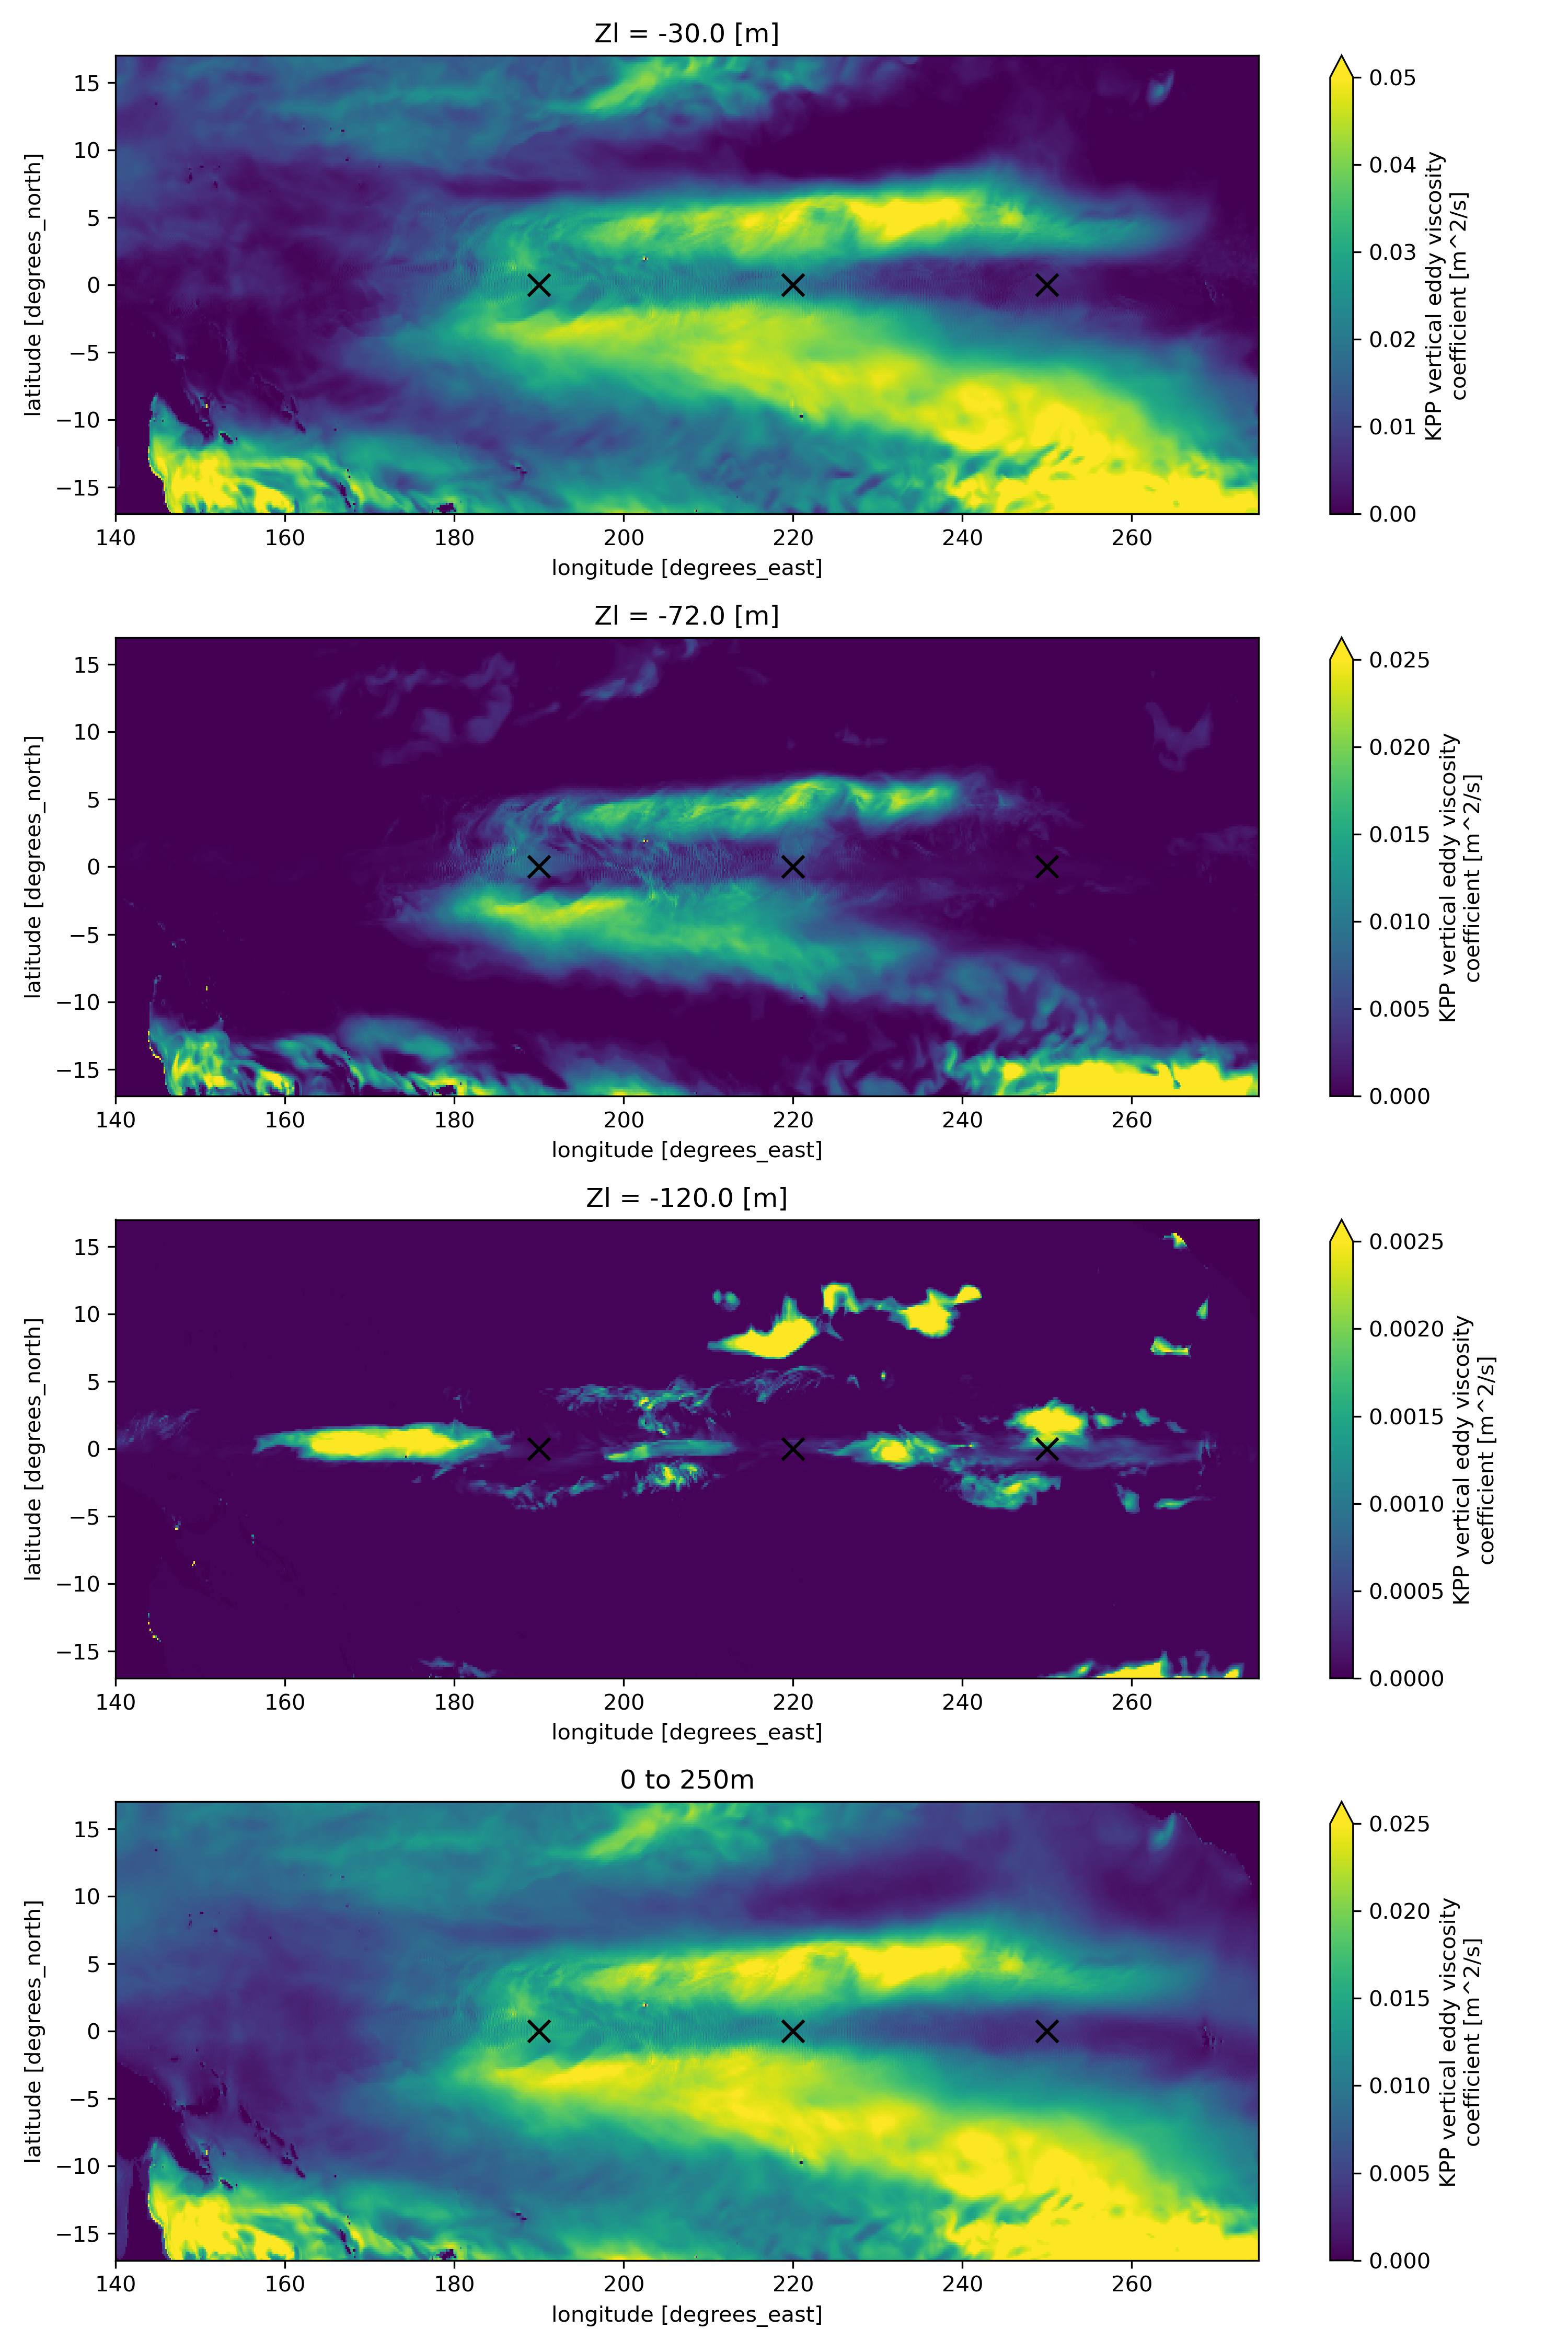 Zl = -30.0 [m]
15
10
5
0
−5
−10
−15
latitude [degrees_north]
140 160 180 200 220 240 260
longitude [degrees_east]
0.05
0.04
0.03
0.02
0.01
0.00
KPP vertical eddy viscosity
coefficient [m^2/s]
Zl = -72.0 [m]
15
10
5
0
−5
−10
−15
latitude [degrees_north]
140 160 180 200 220 240 260
longitude [degrees_east]
0.025
0.020
0.015
0.010
0.005
0.000
KPP vertical eddy viscosity
coefficient [m^2/s]
Zl = -120.0 [m]
15
10
5
0
−5
−10
−15
latitude [degrees_north]
140 160 180 200 220 240 260
longitude [degrees_east]
0.0025
0.0020
0.0015
0.0010
0.0005
0.0000
KPP vertical eddy viscosity
coefficient [m^2/s]
0 to 250m
15
10
5
0
−5
−10
−15
latitude [degrees_north]
140 160 180 200 220 240 260
longitude [degrees_east]
0.025
0.020
0.015
0.010
0.005
0.000
KPP vertical eddy viscosity
coefficient [m^2/s]